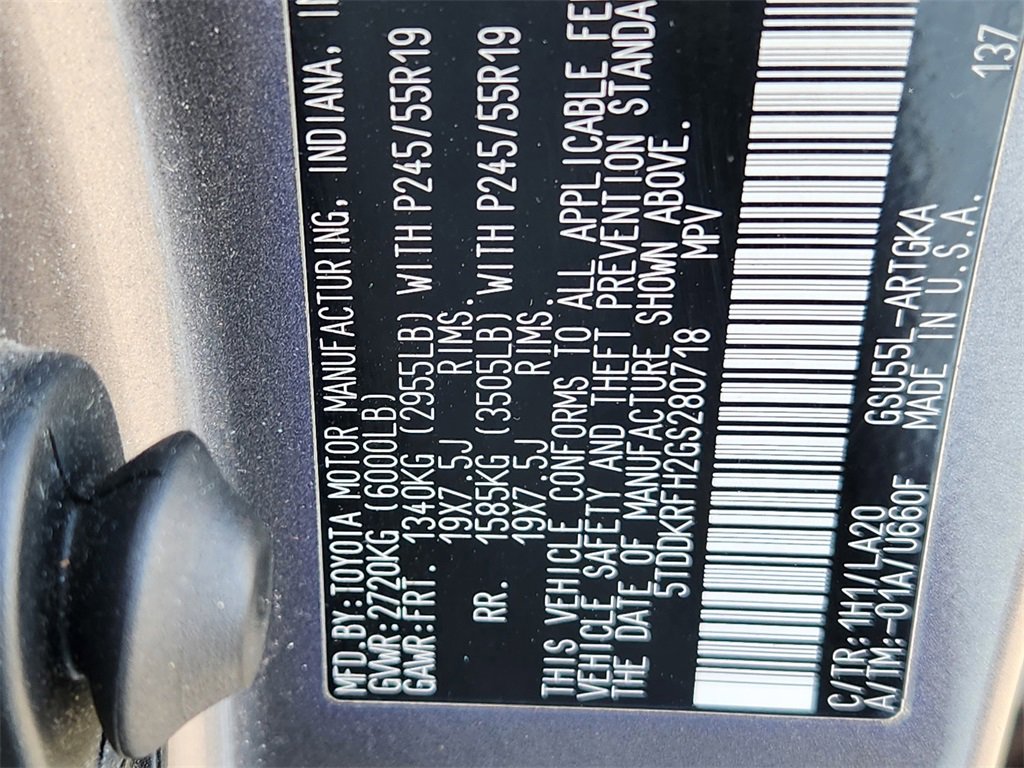 MFD.BY:TOYOTA MOTOR MANUFACTURING, INDIANA,
GVWR:2720KG (6000LB)
GAWR:FRT. 1340KG (2955LB) WITH P245/55R19
19X7.5J RIMS.
RR. 1585KG (3505LB) WITH P245/55R19
19X7.5J RIMS.
THIS VEHICLE CONFORMS TO ALL APPLICABLE
VEHICLE SAFETY AND THEFT PREVENTION
THE DATE OF MANUFACTURE SHOWN ABOVE.
5TDDKRFH2GS280718 MPV
C/TR:1H1/LA20 GSU55L-ARTGKA
A/TM:-01A/U660F MADE IN U.S.A.
137